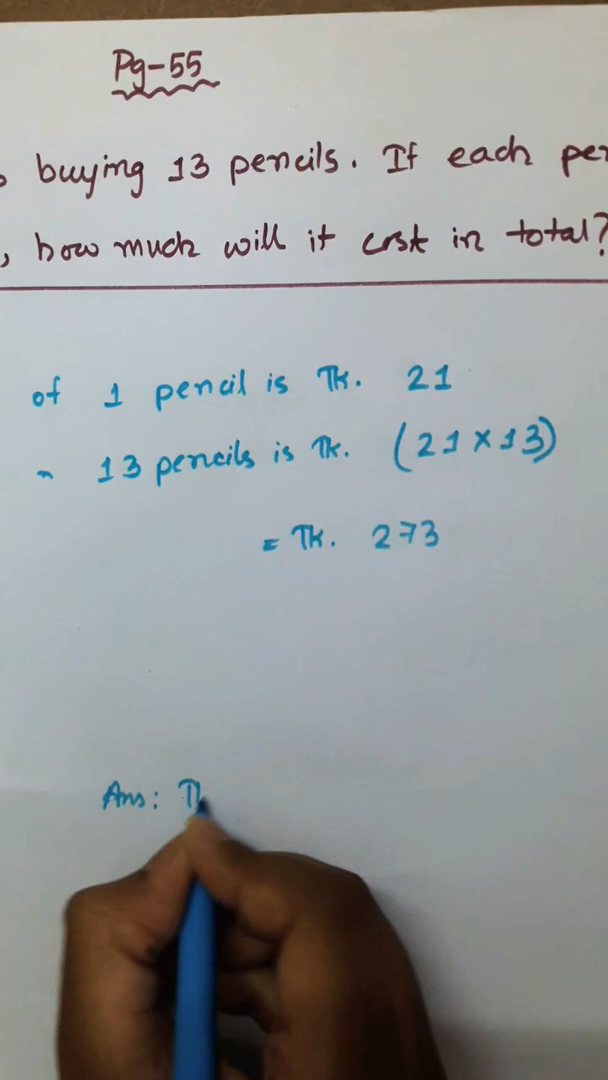 Pg-55
buying 13 pencils. If each
, how much will it cost in total?
of 1 pencil is Tk. 21
" 13 pencils is Tk. (21×13)
= Tk. 273
Ans: T